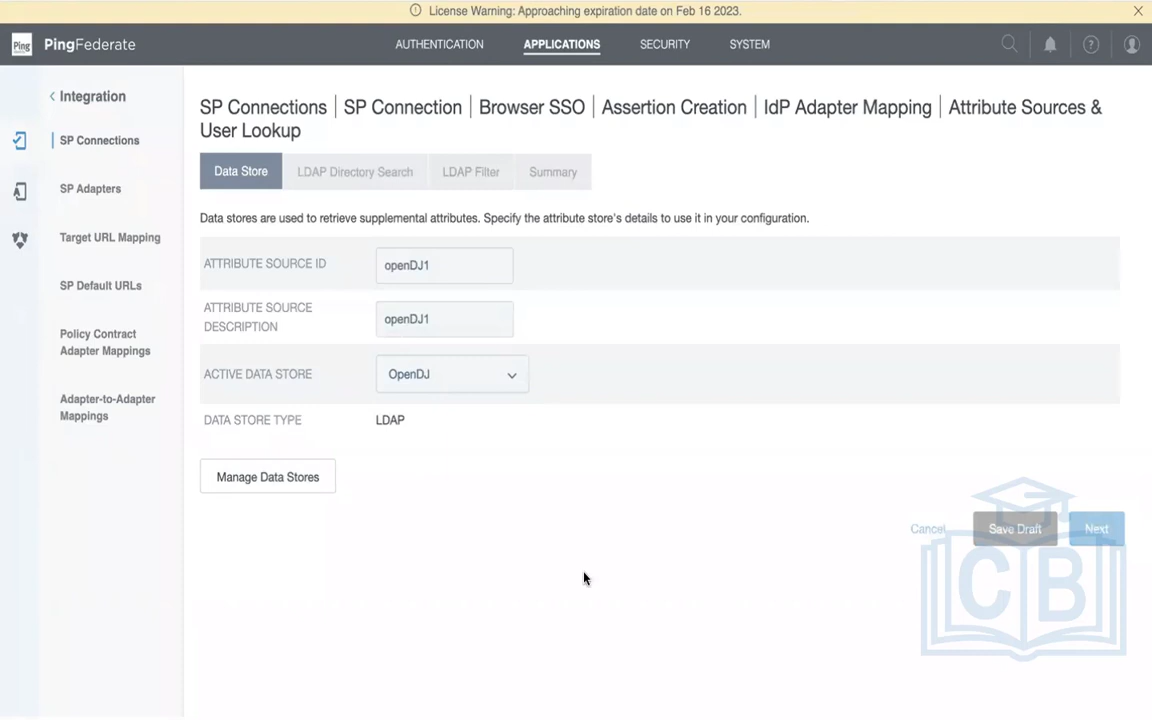 License Warning: Approaching expiration date on Feb 16 2023.
Ping
PingFederate
AUTHENTICATION
APPLICATIONS
SECURITY
SYSTEM
Integration
SP Connections
SP Adapters
Target URL Mapping
SP Default URLs
Policy Contract
Adapter Mappings
Adapter-to-Adapter
Mappings
SP Connections | SP Connection | Browser SSO | Assertion Creation | IdP Adapter Mapping | Attribute Sources &
User Lookup
Data Store
LDAP Directory Search
LDAP Filter
Summary
Data stores are used to retrieve supplemental attributes. Specify the attribute store's details to use it in your configuration.
ATTRIBUTE SOURCE ID
openDJ1
ATTRIBUTE SOURCE
DESCRIPTION
openDJ1
ACTIVE DATA STORE
OpenDJ
DATA STORE TYPE
LDAP
Manage Data Stores
Cancel
Save Draft
Next
CB